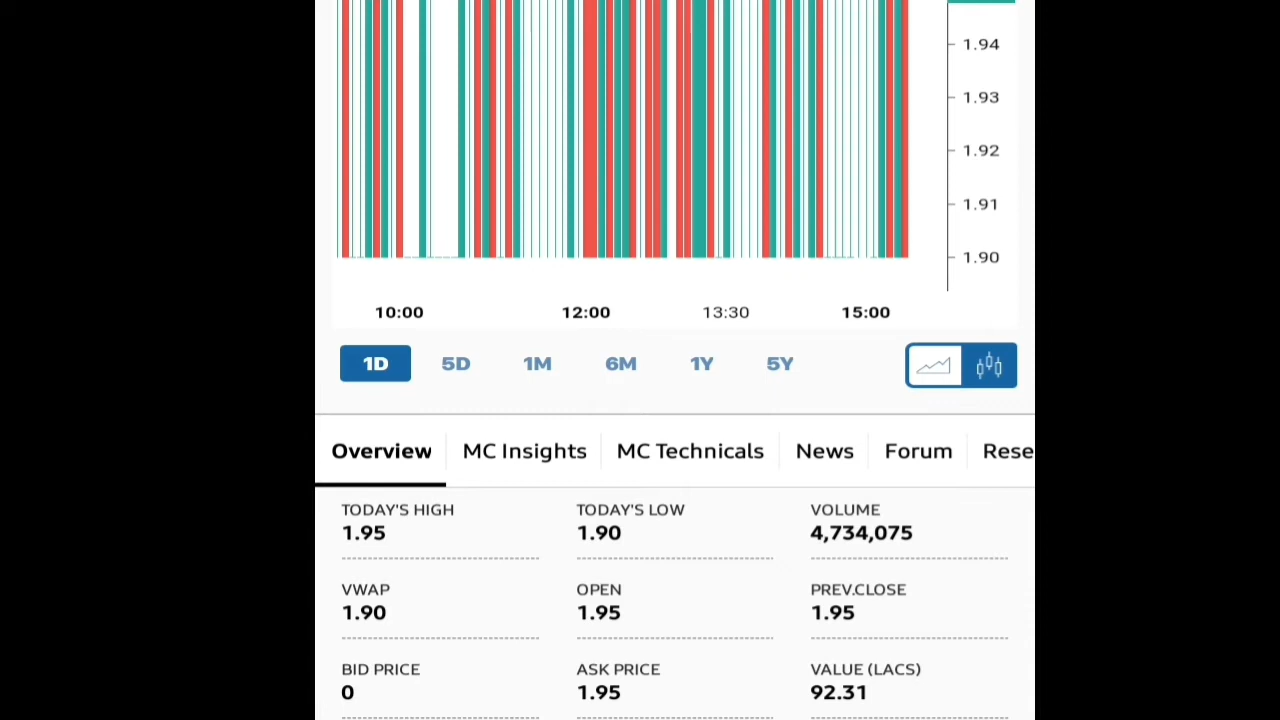 1.94
1.93
1.92
1.91
1.90
10:00 12:00 13:30 15:00
1D 5D 1M 6M 1Y 5Y
Overview MC Insights MC Technicals News Forum Rese
TODAY'S HIGH TODAY'S LOW VOLUME
1.95 1.90 4,734,075
VWAP OPEN PREV.CLOSE
1.90 1.95 1.95
BID PRICE ASK PRICE VALUE (LACS)
0 1.95 92.31